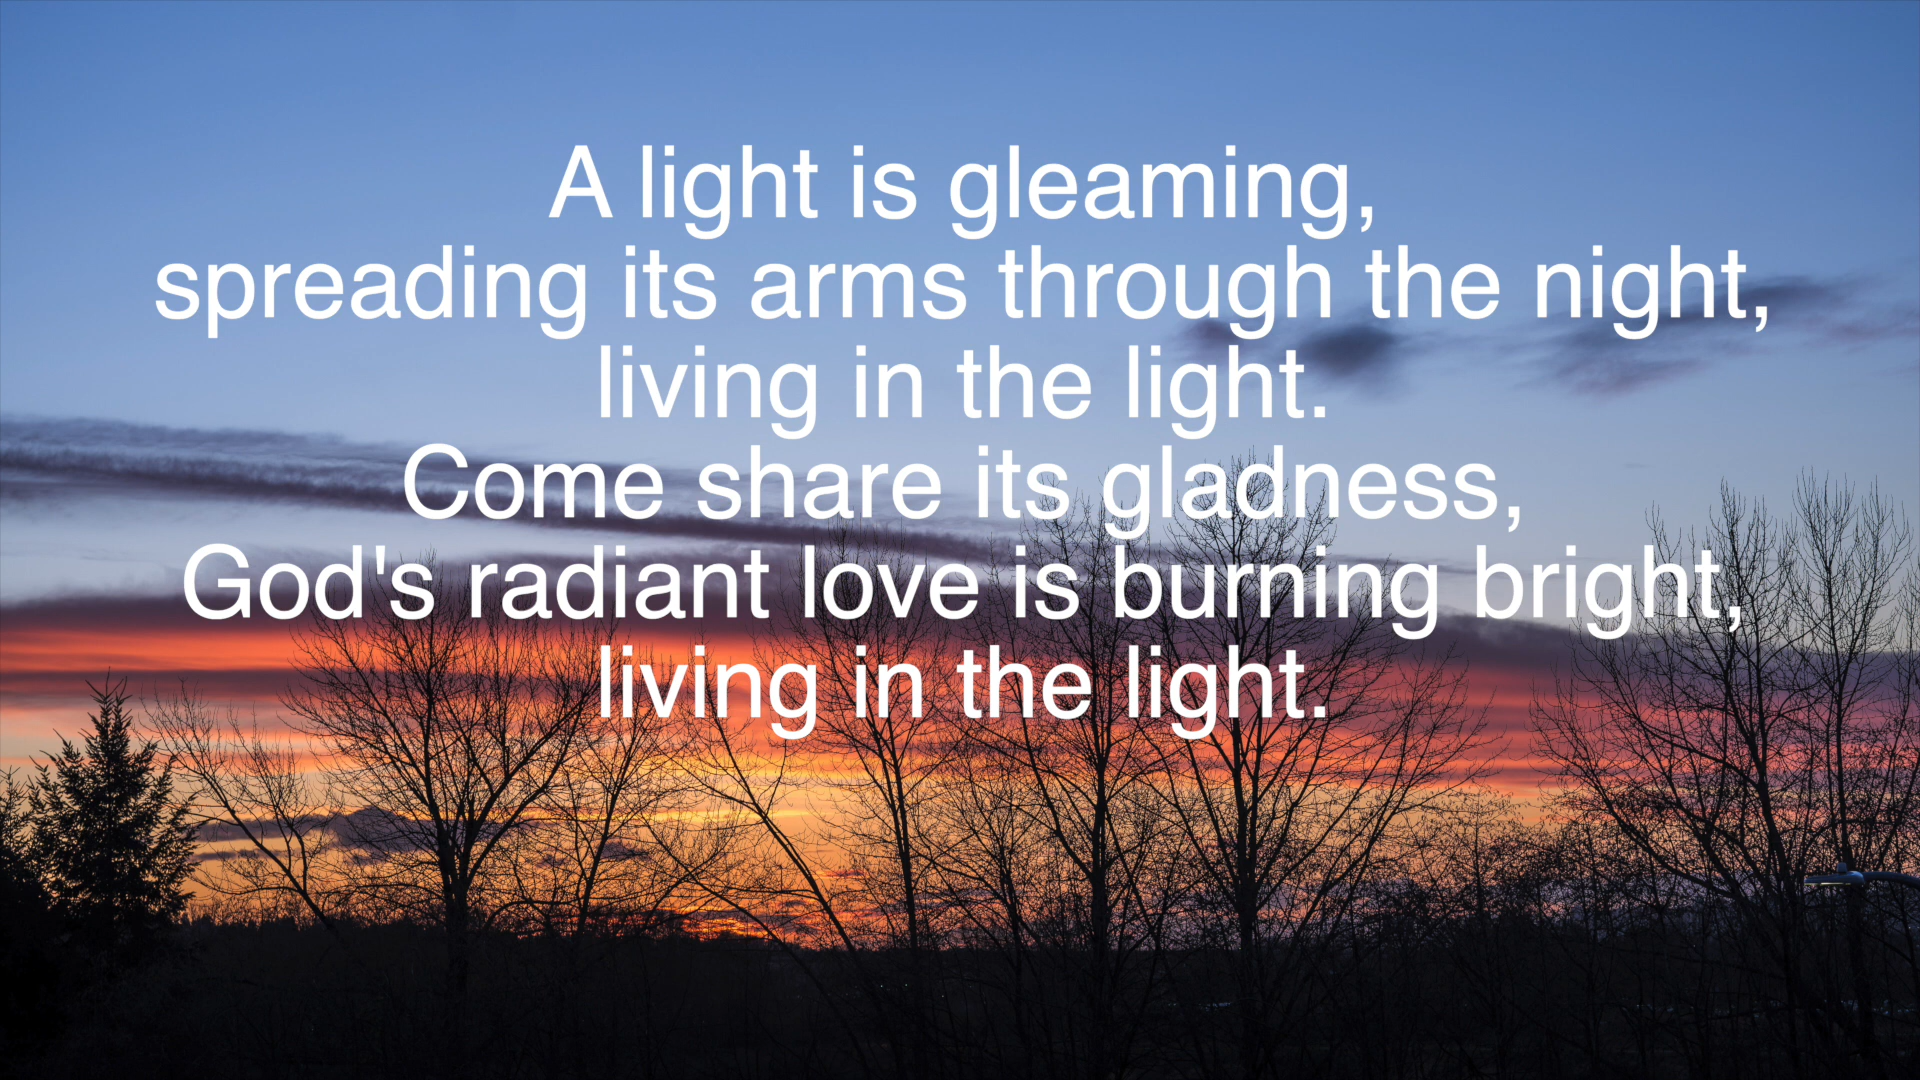 A light is gleaming,
spreading its arms through the night,
living in the light.
Come share its gladness,
God's radiant love is burning bright,
living in the light.